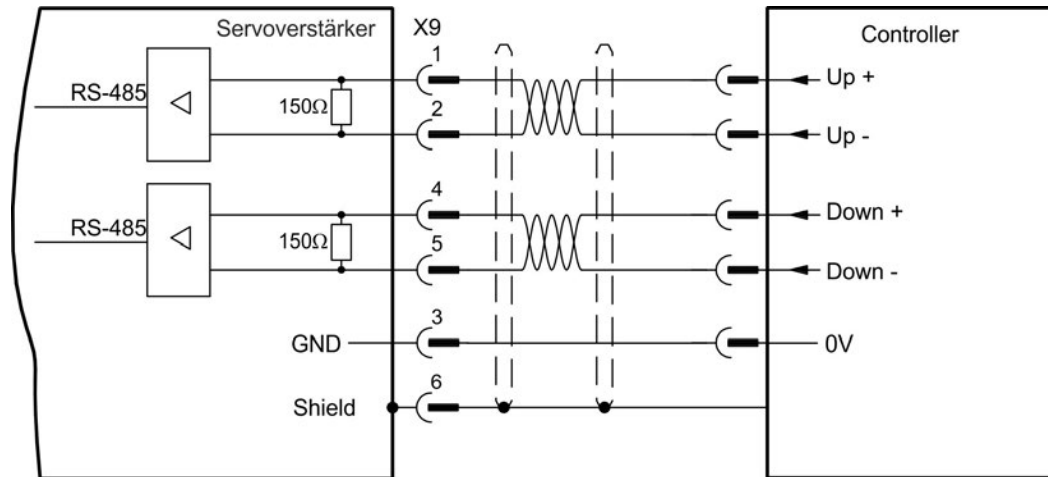 Servoverstärker X9 Controller
1
RS-485 150Ω Up +
2
Up -
4
RS-485 150Ω Down +
5
Down -
3
GND 0V
6
Shield